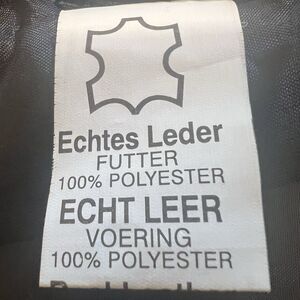 Echtes Leder
FUTTER
100% POLYESTER
ECHT LEER
VOERING
100% POLYESTER